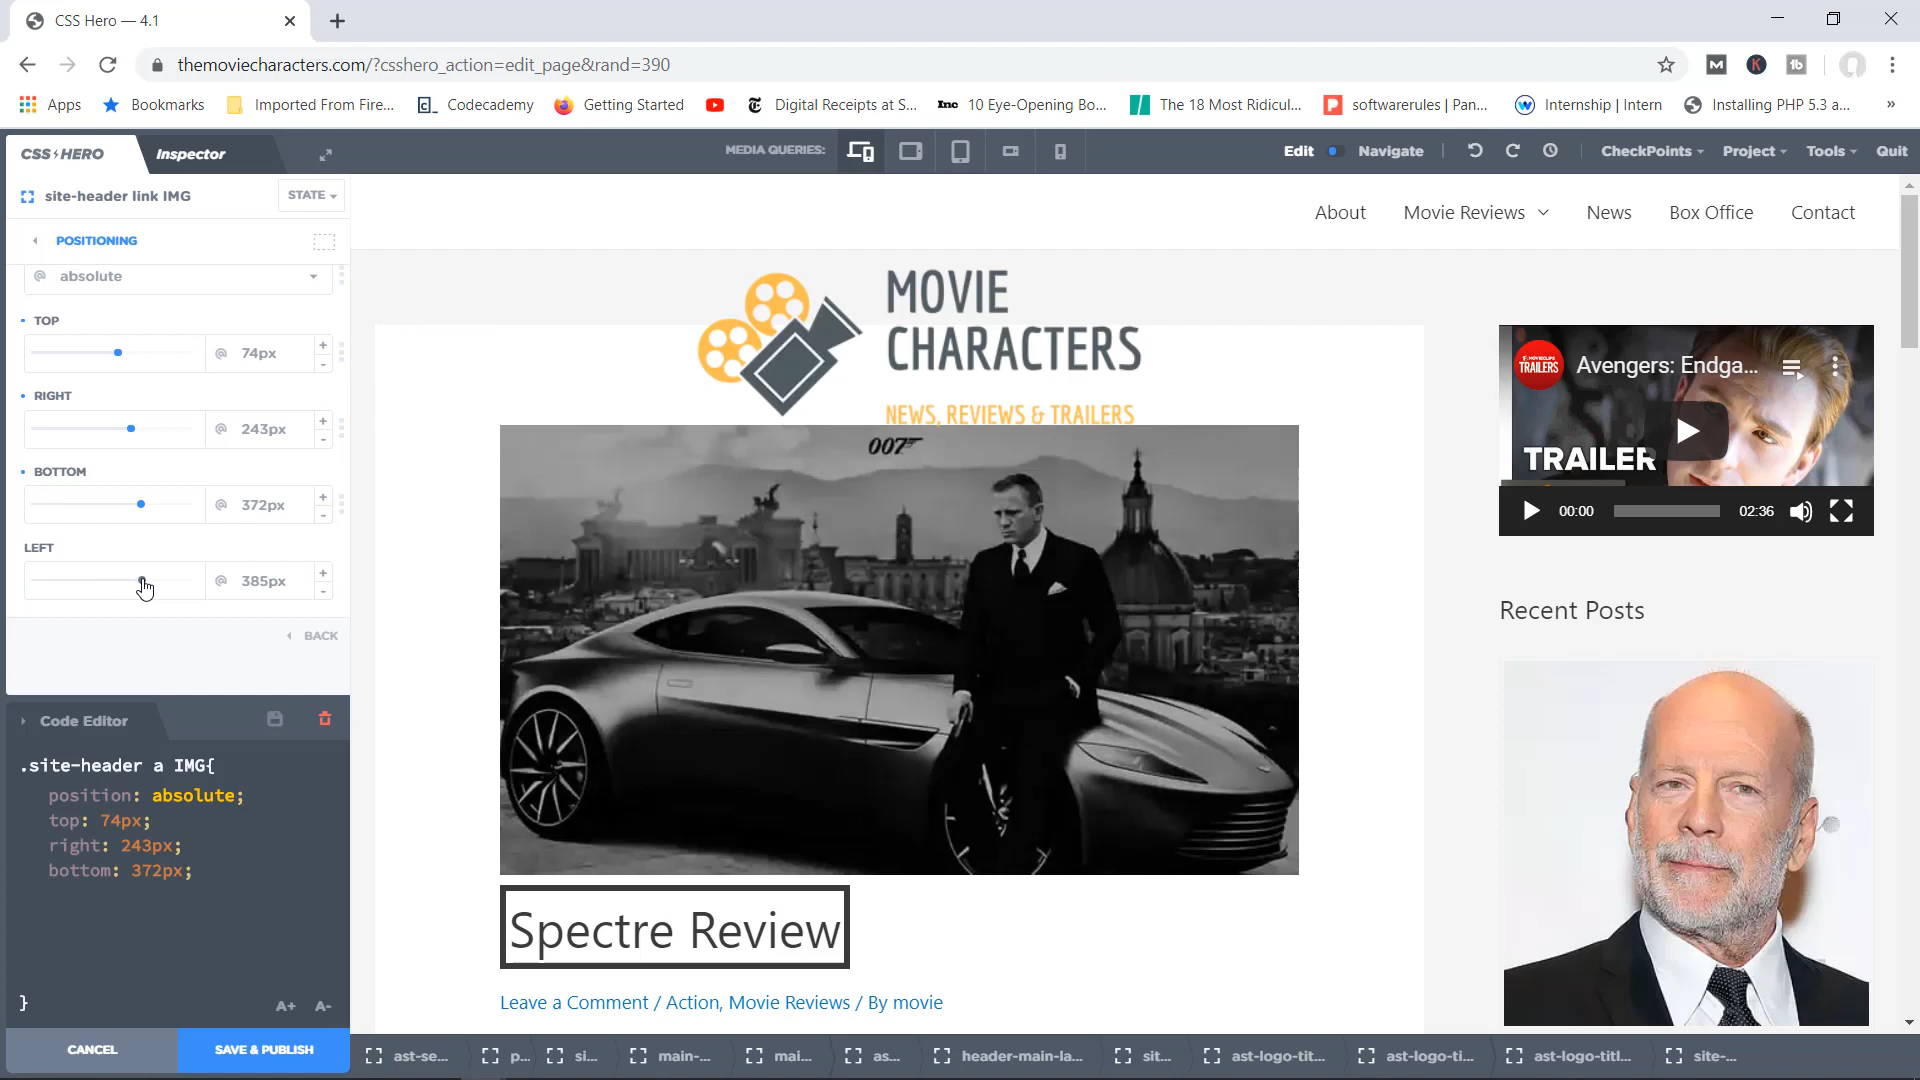 CSS Hero — 4.1
themoviecharacters.com/?csshero_action=edit_page&rand=390
Apps
Bookmarks
Imported From Fire...
Codecademy
Getting Started
Digital Receipts at S...
Inc
10 Eye-Opening Bo...
The 18 Most Ridicul...
softwarerules | Pan...
Internship | Intern
Installing PHP 5.3 a...
»
CSS HERO
Inspector
MEDIA QUERIES:
Edit
Navigate
CheckPoints
Project
Tools
Quit
site-header link IMG
STATE
POSITIONING
@ absolute
TOP
@ 74px
RIGHT
@ 243px
BOTTOM
@ 372px
LEFT
@ 385px
BACK
Code Editor
.site-header a IMG{
position: absolute;
top: 74px;
right: 243px;
bottom: 372px;
}
A+ A-
CANCEL
SAVE & PUBLISH
About
Movie Reviews
News
Box Office
Contact
MOVIE
CHARACTERS
NEWS, REVIEWS & TRAILERS
007
Spectre Review
Leave a Comment / Action, Movie Reviews / By movie
TRAILERS
Avengers: Endga...
TRAILER
00:00
02:36
Recent Posts
ast-se...
p...
si...
main-...
mai...
as...
header-main-la...
sit...
ast-logo-tit...
ast-logo-ti...
ast-logo-titl...
site-...